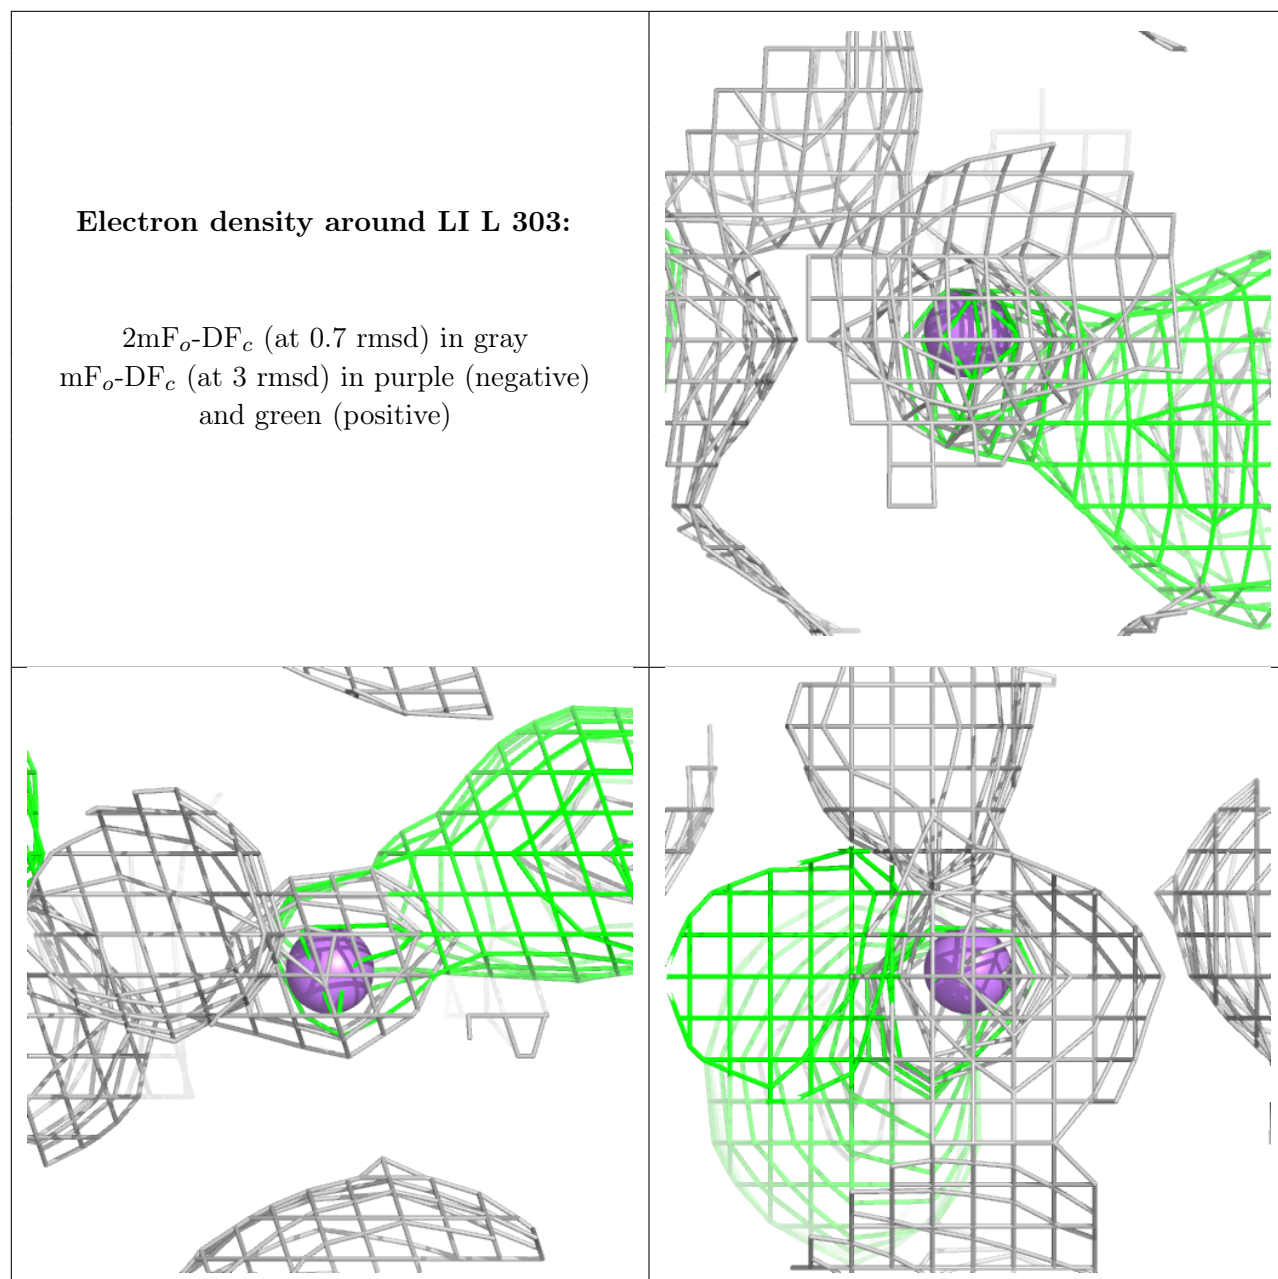 Electron density around LI L 303:
2mFo-DFc (at 0.7 rmsd) in gray
mFo-DFc (at 3 rmsd) in purple (negative)
and green (positive)